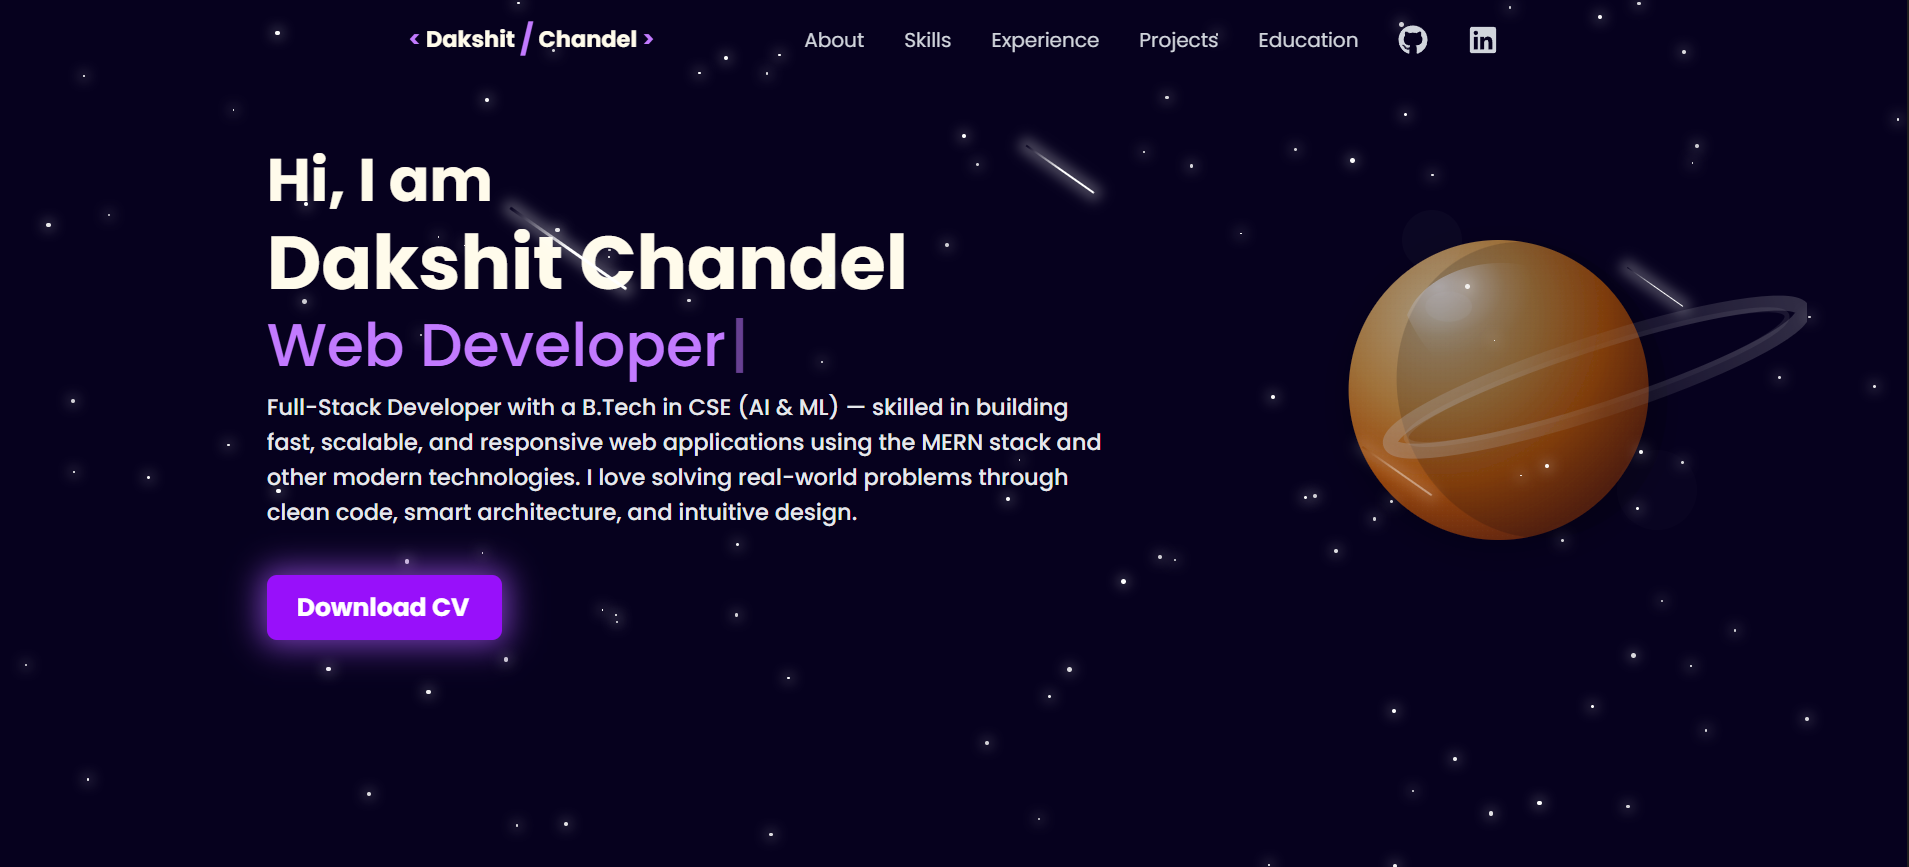 < Dakshit / Chandel >
About Skills Experience Projects Education in
Hi, I am
Dakshit Chandel
Web Developer|
Full-Stack Developer with a B.Tech in CSE (AI & ML) — skilled in building
fast, scalable, and responsive web applications using the MERN stack and
other modern technologies. I love solving real-world problems through
clean code, smart architecture, and intuitive design.
Download CV